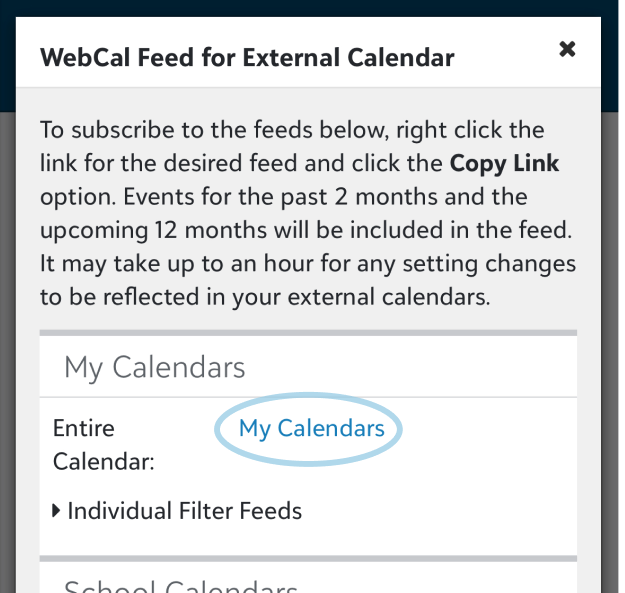 WebCal Feed for External Calendar
To subscribe to the feeds below, right click the
link for the desired feed and click the Copy Link
option. Events for the past 2 months and the
upcoming 12 months will be included in the feed.
It may take up to an hour for any setting changes
to be reflected in your external calendars.
My Calendars
Entire My Calendars
Calendar:
Individual Filter Feeds
School Calendars